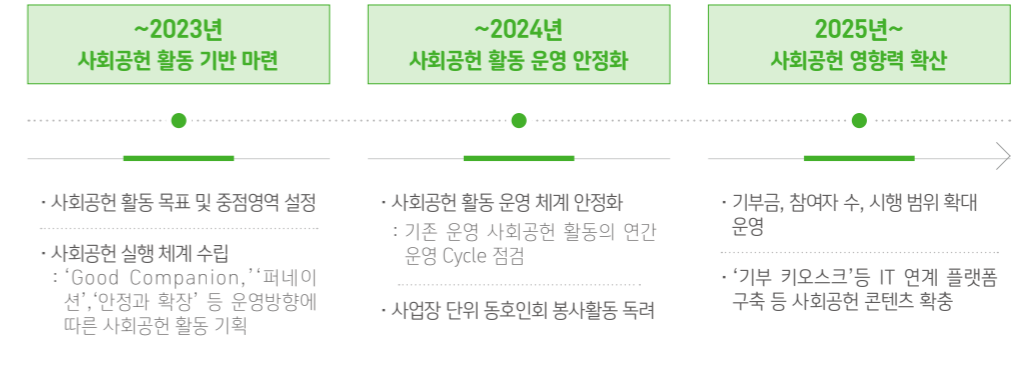 ~2023년
사회공헌 활동 기반 마련
· 사회공헌 활동 목표 및 중점영역 설정
· 사회공헌 실행 체계 수립
: ‘Good Companion,’ ‘퍼네이
션’,‘안정과 확장’ 등 운영방향에
따른 사회공헌 활동 기획
~2024년
사회공헌 활동 운영 안정화
· 사회공헌 활동 운영 체계 안정화
: 기존 운영 사회공헌 활동의 연간
운영 Cycle 점검
· 사업장 단위 동호인회 봉사활동 독려
2025년~
사회공헌 영향력 확산
· 기부금, 참여자 수, 시행 범위 확대
운영
· ‘기부 키오스크’등 IT 연계 플랫폼
구축 등 사회공헌 콘텐츠 확충